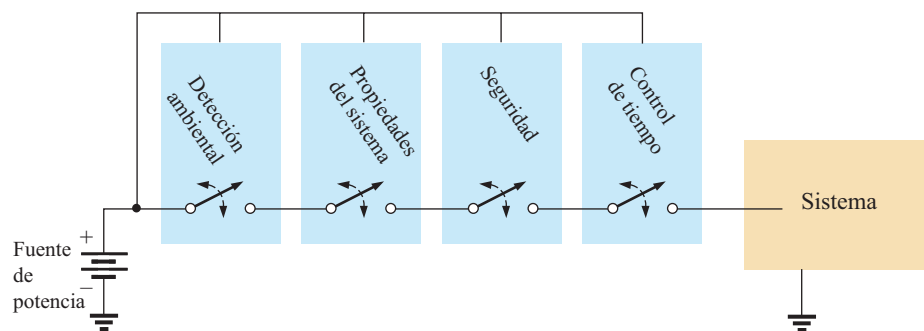 Detección
ambiental
Propiedades
del sistema
Seguridad
Control
de tiempo
Sistema
+
Fuente
de
potencia
−